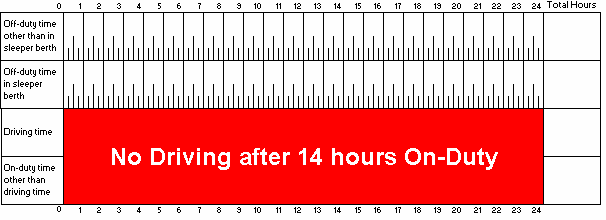 0 1 2 3 4 5 6 7 8 9 10 11 12 13 14 15 16 17 18 19 20 21 22 23 24 Total Hours
Off-duty time
other than in
sleeper berth
Off-duty time
in sleeper
berth
Driving time
No Driving after 14 hours On-Duty
On-duty time
other than
driving time
0 1 2 3 4 5 6 7 8 9 10 11 12 13 14 15 16 17 18 19 20 21 22 23 24